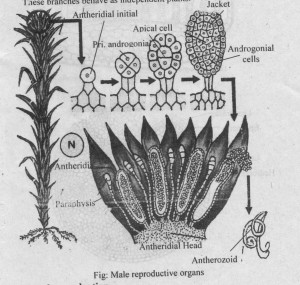 These branches behave as independent plants.
Antheridial initial
Apical cell
Jacket
Pri. androgonial
Androgonial
cells
N
Antheridia
Paraphysis
Antheridial Head
Antherozoid
Fig: Male reproductive organs